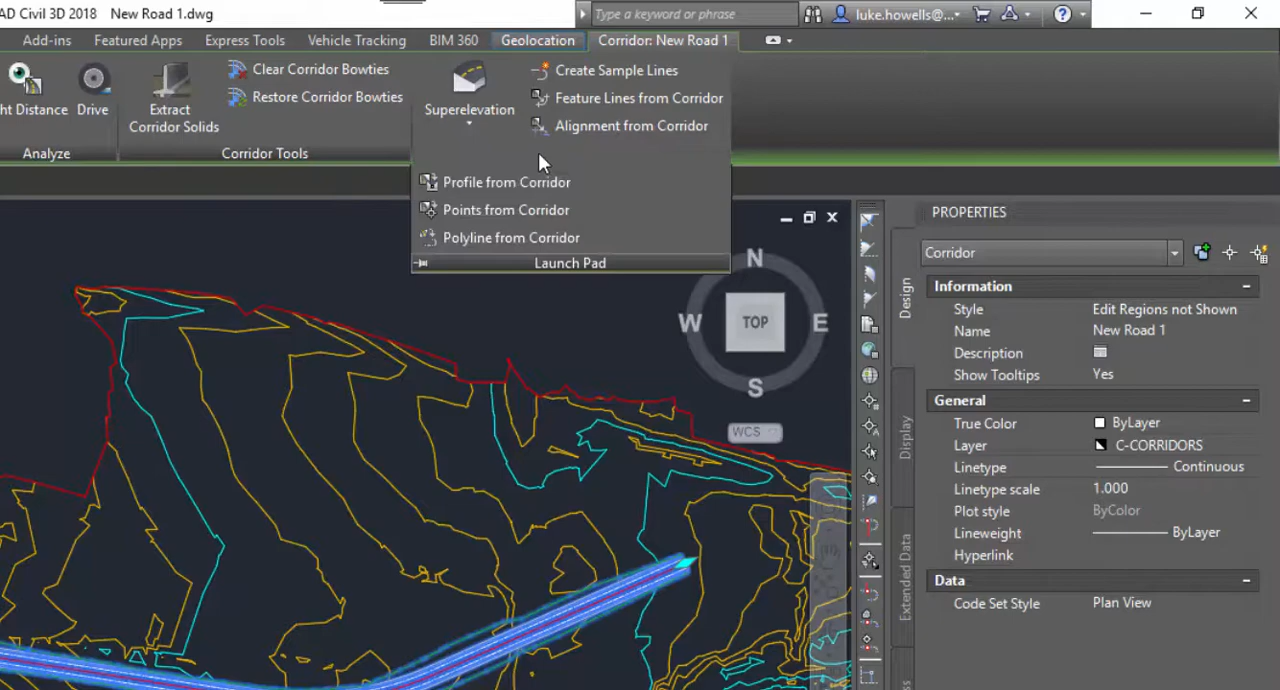 AD Civil 3D 2018 New Road 1.dwg
Type a keyword or phrase
luke.howells@...
?
Add-ins Featured Apps Express Tools Vehicle Tracking BIM 360 Geolocation Corridor: New Road 1
ht Distance
Drive
Extract
Corridor Solids
Clear Corridor Bowties
Restore Corridor Bowties
Superelevation
Create Sample Lines
Feature Lines from Corridor
Alignment from Corridor
Analyze
Corridor Tools
Profile from Corridor
Points from Corridor
Polyline from Corridor
Launch Pad
N
W
TOP
E
S
WCS
PROPERTIES
Corridor
Design
Display
Extended Data
Information
Style Edit Regions not Shown
Name New Road 1
Description
Show Tooltips Yes
General
True Color ByLayer
Layer C-CORRIDORS
Linetype Continuous
Linetype scale 1.000
Plot style ByColor
Lineweight ByLayer
Hyperlink
Data
Code Set Style Plan View